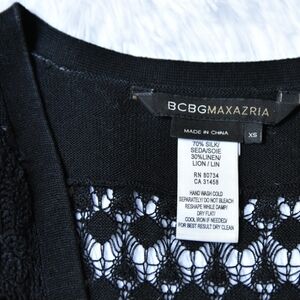 BCBGMAXAZRIA
MADE IN CHINA
XS
70% SILK/
SEDA/SOIE
30%LINEN/
LION / LIN
RN 80734
CA 31458
HAND WASH COLD
SEPARATELY DO NOT BLEACH
RESHAPE WHILE DAMP/
DRY FLAT/
COOL IRON IF NEEDED/
FOR BEST RESULT DRY CLEAN